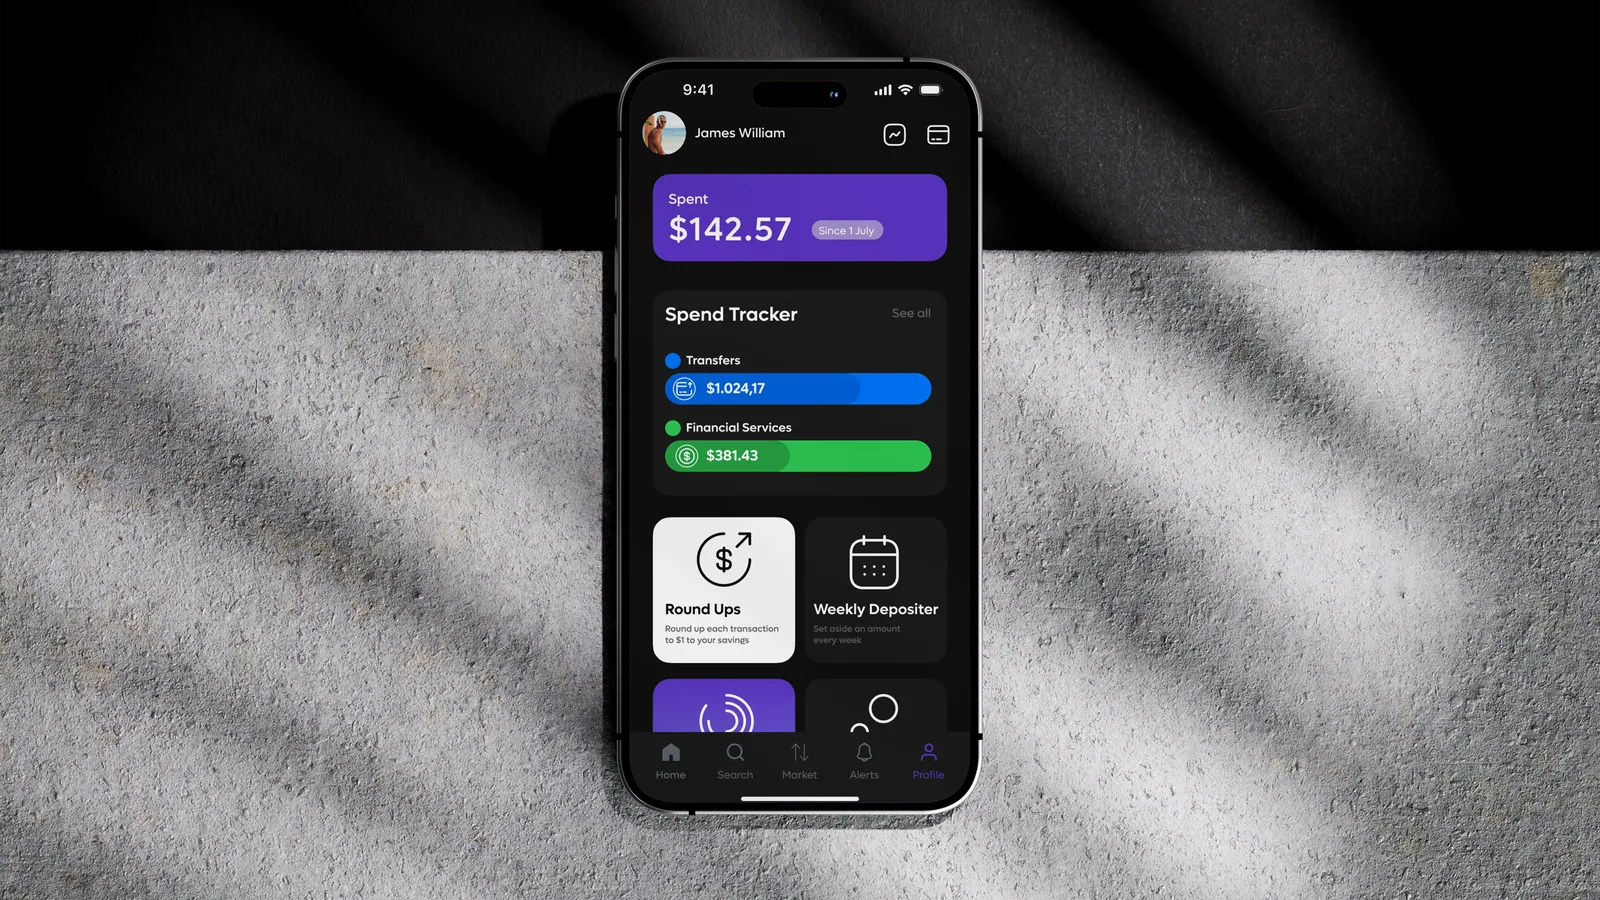 9:41
James William
Spent
$142.57
Since 1 July
Spend Tracker
See all
Transfers
$1.024,17
Financial Services
$381.43
Round Ups
Round up each transaction
to $1 to your savings
Weekly Depositer
Set aside an amount
every week
Home
Search
Market
Alerts
Profile